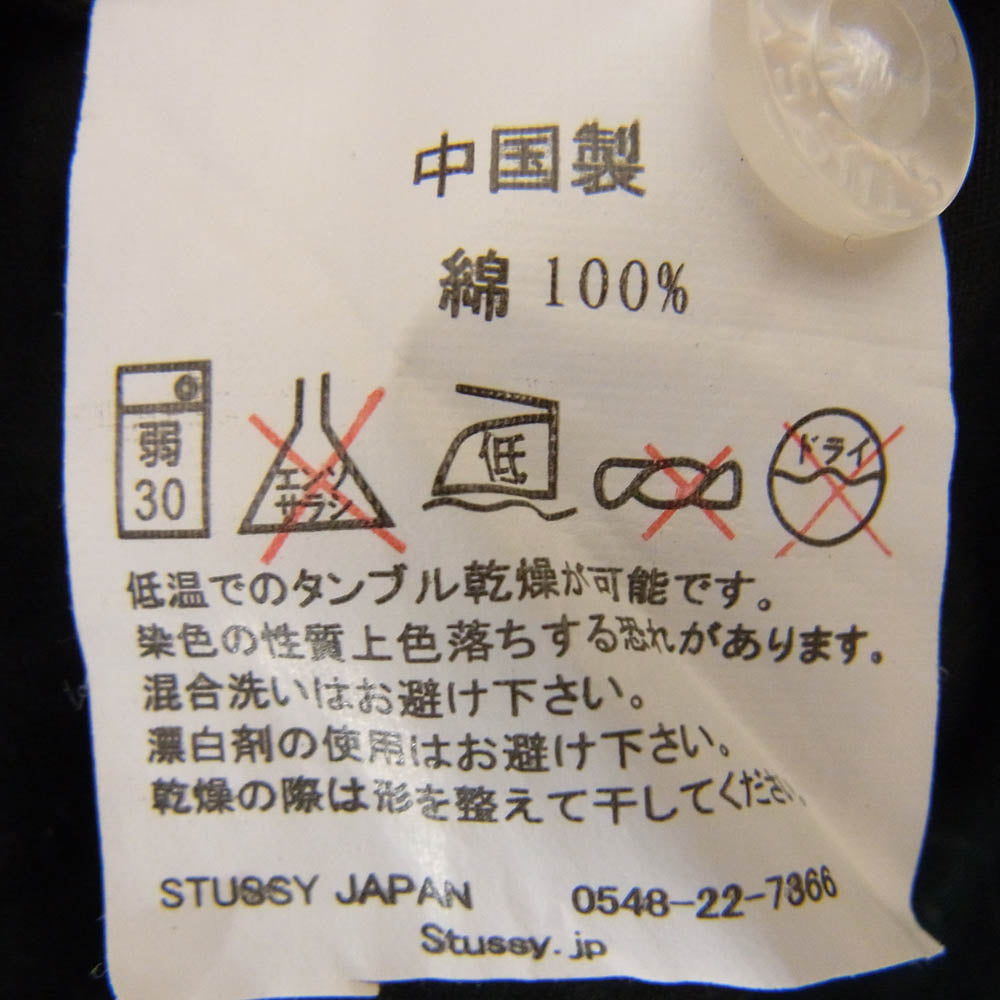 中国製
綿 100%
弱
30
エンソ
サラシ
低
ドライ
低温でのタンブル乾燥が可能です。
染色の性質上色落ちする恐れがあります。
混合洗いはお避け下さい。
漂白剤の使用はお避け下さい。
乾燥の際は形を整えて干してください
STUSSY JAPAN 0548-22-7366
Stussy.jp